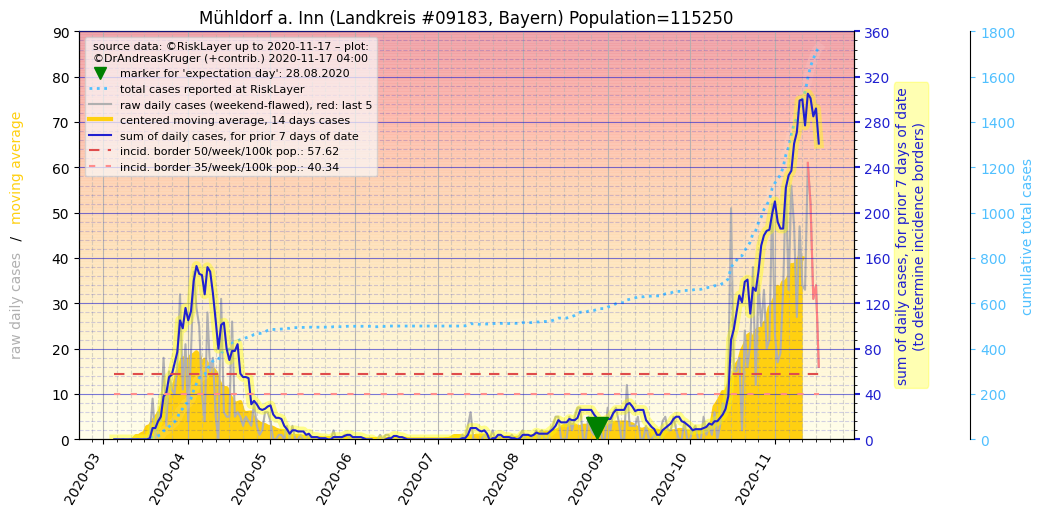 Mühldorf a. Inn (Landkreis #09183, Bayern) Population=115250
source data: ©RiskLayer up to 2020-11-17 – plot:
©DrAndreasKruger (+contrib.) 2020-11-17 04:00
marker for 'expectation day': 28.08.2020
total cases reported at RiskLayer
raw daily cases (weekend-flawed), red: last 5
centered moving average, 14 days cases
sum of daily cases, for prior 7 days of date
incid. border 50/week/100k pop.: 57.62
incid. border 35/week/100k pop.: 40.34
raw daily cases / moving average
90
80
70
60
50
40
30
20
10
0
2020-03
2020-04
2020-05
2020-06
2020-07
2020-08
2020-09
2020-10
2020-11
360
320
280
240
200
160
120
80
40
0
sum of daily cases, for prior 7 days of date
(to determine incidence borders)
1800
1600
1400
1200
1000
800
600
400
200
0
cumulative total cases